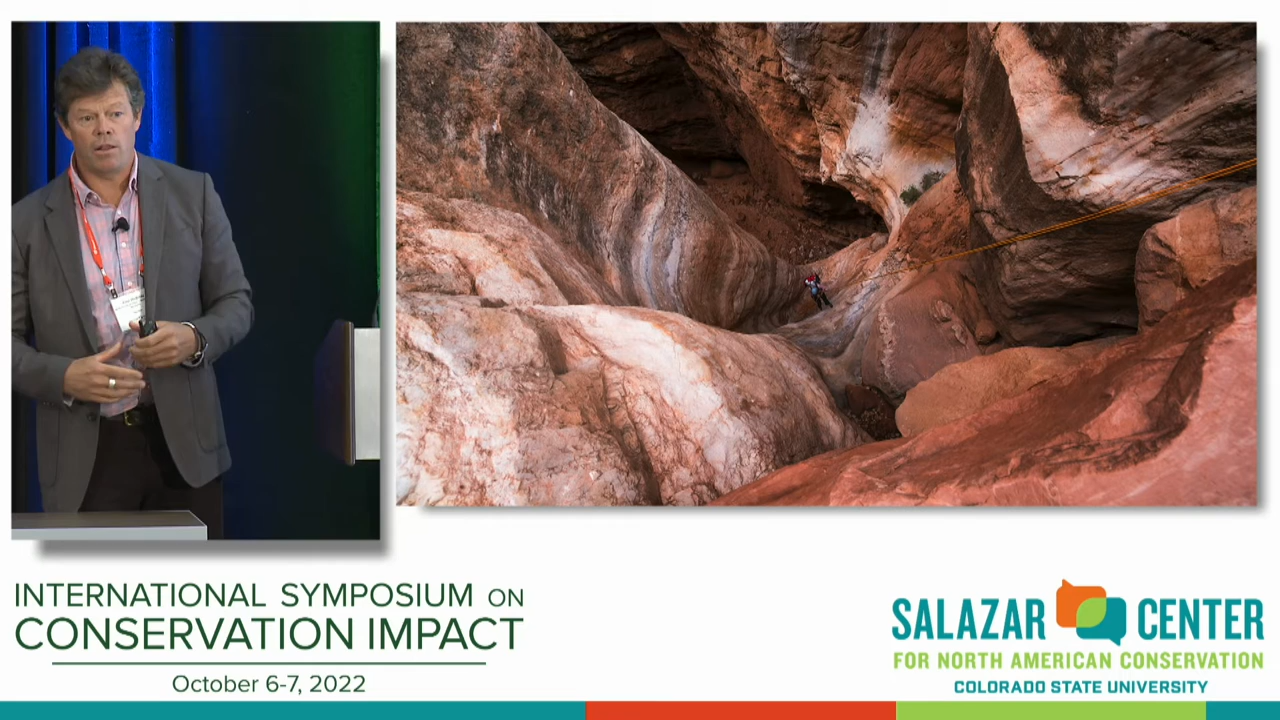 INTERNATIONAL SYMPOSIUM ON
CONSERVATION IMPACT
October 6-7, 2022
SALAZAR CENTER
FOR NORTH AMERICAN CONSERVATION
COLORADO STATE UNIVERSITY